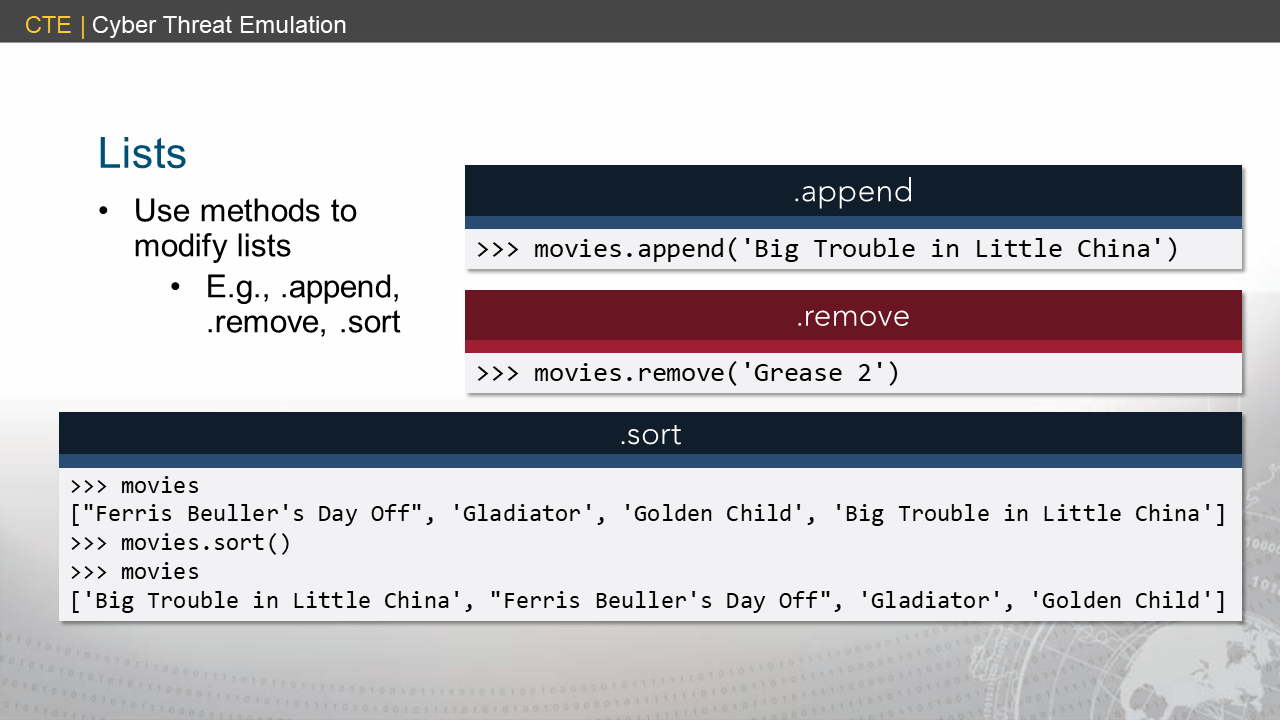 CTE | Cyber Threat Emulation
Lists
• Use methods to
modify lists
• E.g., .append,
.remove, .sort
.append
>>> movies.append('Big Trouble in Little China')
.remove
>>> movies.remove('Grease 2')
.sort
>>> movies
["Ferris Beuller's Day Off", 'Gladiator', 'Golden Child', 'Big Trouble in Little China']
>>> movies.sort()
>>> movies
['Big Trouble in Little China', "Ferris Beuller's Day Off", 'Gladiator', 'Golden Child']